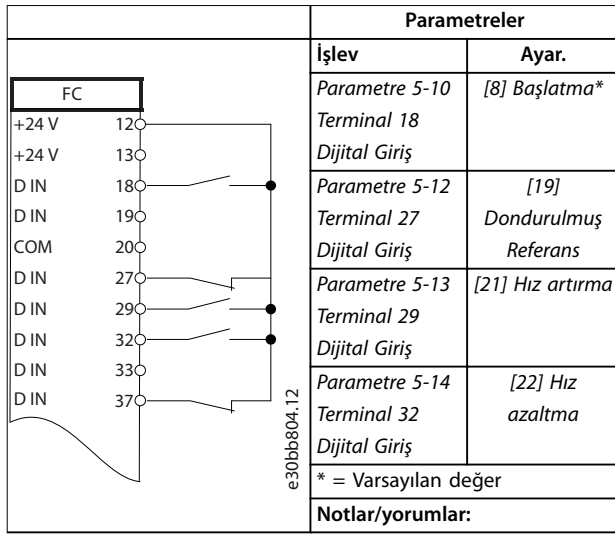 Parametreler
İşlev Ayar.
FC
+24 V 12
+24 V 13
D IN 18
D IN 19
COM 20
D IN 27
D IN 29
D IN 32
D IN 33
D IN 37
e30bb804.12
Parametre 5-10 [8] Başlatma*
Terminal 18
Dijital Giriş
Parametre 5-12 [19]
Terminal 27 Dondurulmuş
Dijital Giriş Referans
Parametre 5-13 [21] Hız artırma
Terminal 29
Dijital Giriş
Parametre 5-14 [22] Hız
Terminal 32 azaltma
Dijital Giriş
* = Varsayılan değer
Notlar/yorumlar: